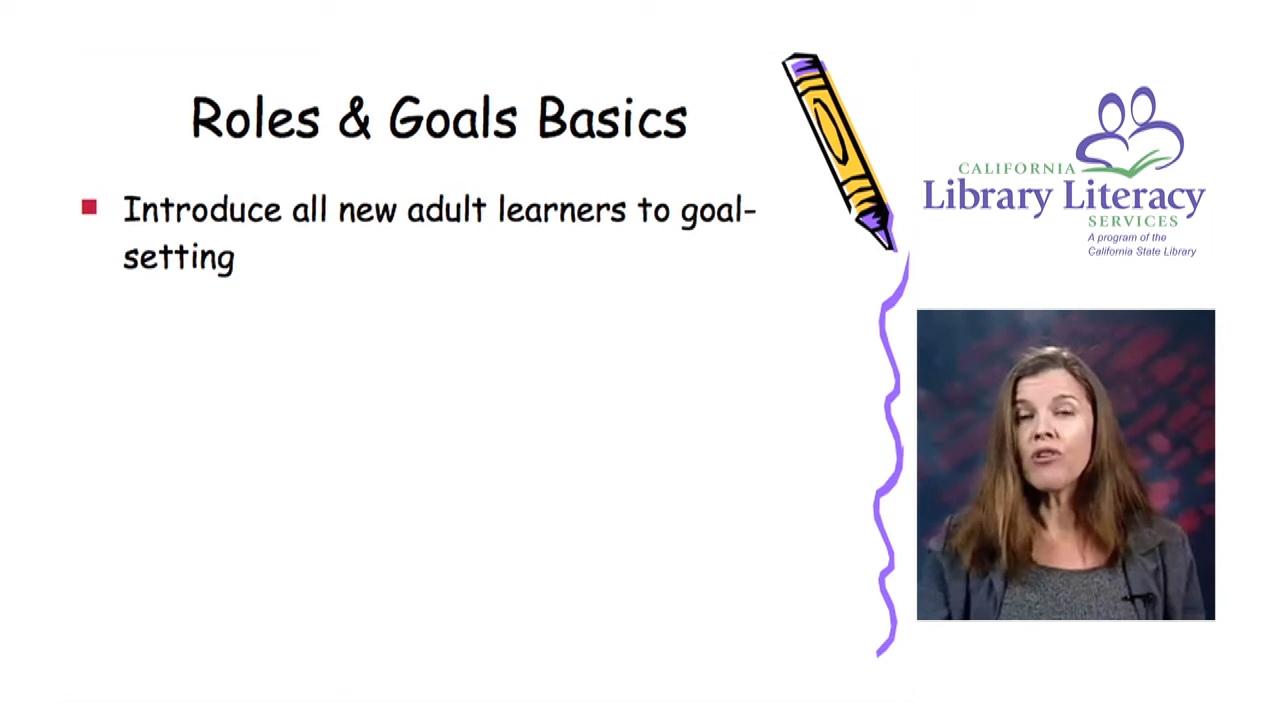 Roles & Goals Basics
Introduce all new adult learners to goal-
setting
CALIFORNIA
Library Literacy
SERVICES
A program of the
California State Library